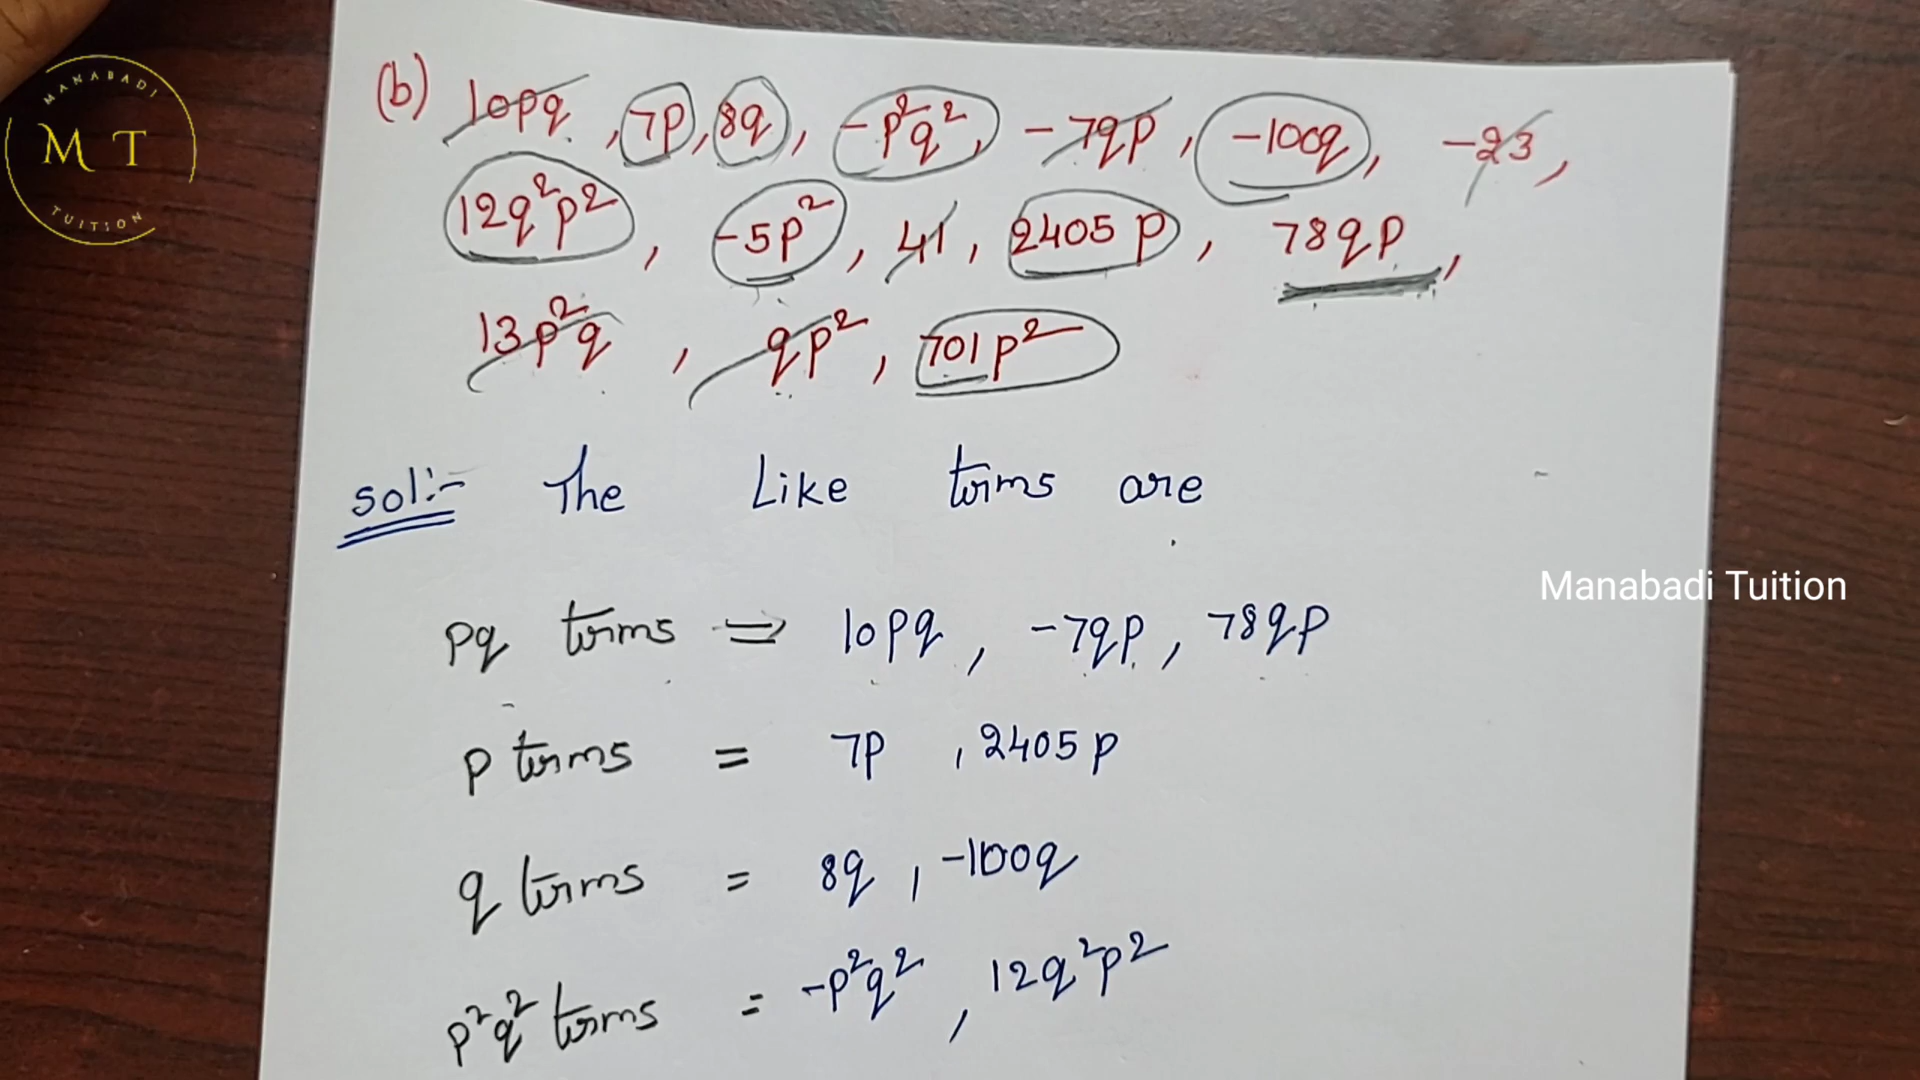 MANABADI
MT
TUITION
(b) 10pq, 7p, 8q, -p²q², -7qp, -100q, -23,
12q²p², -5p², 41, 2405p, 78qp,
13p²q, qp², 701p²
Sol:- The Like terms are
Manabadi Tuition
pq terms ⇒ 10pq, -7qp, 78qp
p terms = 7p, 2405p
q terms = 8q, -100q
p²q² terms = -p²q², 12q²p²